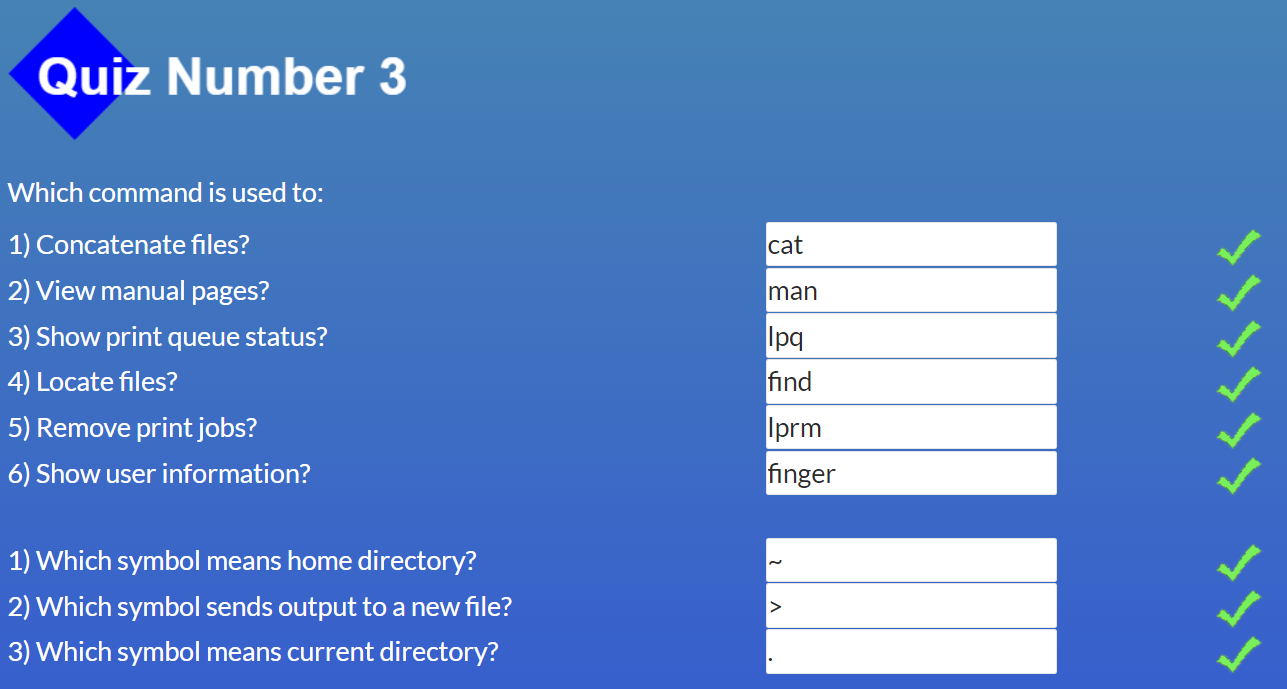 Quiz Number 3
Which command is used to:
1) Concatenate files? cat
2) View manual pages? man
3) Show print queue status? lpq
4) Locate files? find
5) Remove print jobs? lprm
6) Show user information? finger
1) Which symbol means home directory? ~
2) Which symbol sends output to a new file? >
3) Which symbol means current directory? .